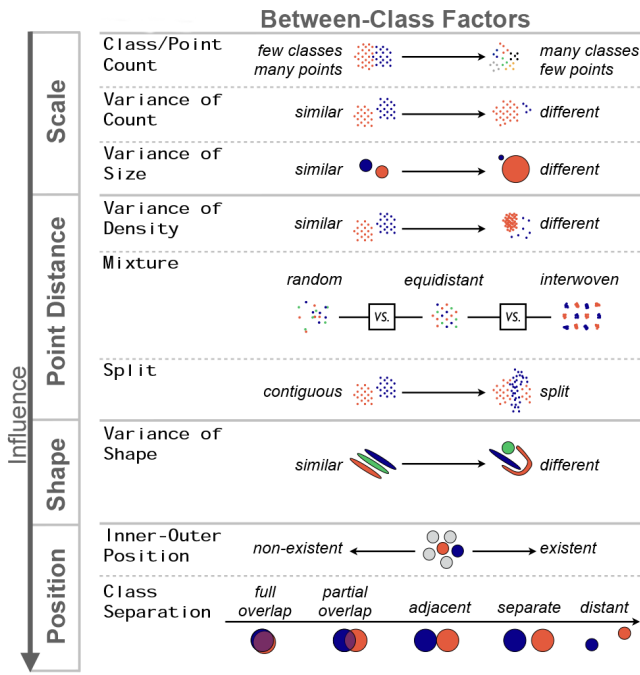 Between-Class Factors
Influence
Scale
Class/Point
Count
few classes
many points
many classes
few points
Variance of
Count
similar
different
Variance of
Size
similar
different
Point Distance
Variance of
Density
similar
different
Mixture
random
equidistant
interwoven
vs.
vs.
Split
contiguous
split
Shape
Variance of
Shape
similar
different
Position
Inner-Outer
Position
non-existent
existent
Class
Separation
full
overlap
partial
overlap
adjacent
separate
distant